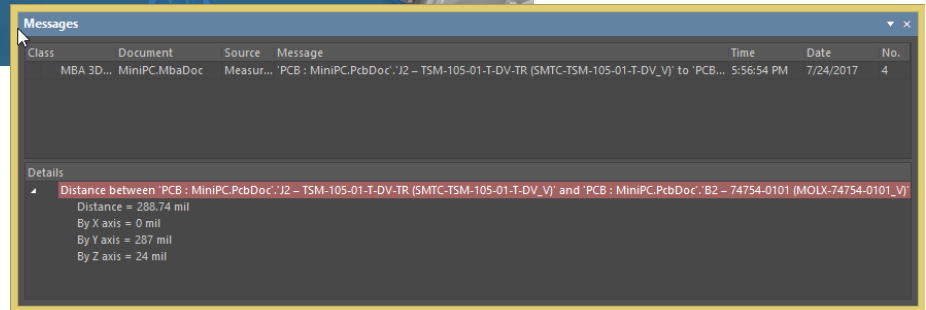 Messages
Class Document Source Message Time Date No.
MBA 3D... MiniPC.MbaDoc Measur... 'PCB : MiniPC.PcbDoc'.'J2 – TSM-105-01-T-DV-TR (SMTC-TSM-105-01-T-DV_V)' to 'PCB... 5:56:54 PM 7/24/2017 4
Details
Distance between 'PCB : MiniPC.PcbDoc'.'J2 – TSM-105-01-T-DV-TR (SMTC-TSM-105-01-T-DV_V)' and 'PCB : MiniPC.PcbDoc'.'B2 – 74754-0101 (MOLX-74754-0101_V)'
Distance = 288.74 mil
By X axis = 0 mil
By Y axis = 287 mil
By Z axis = 24 mil